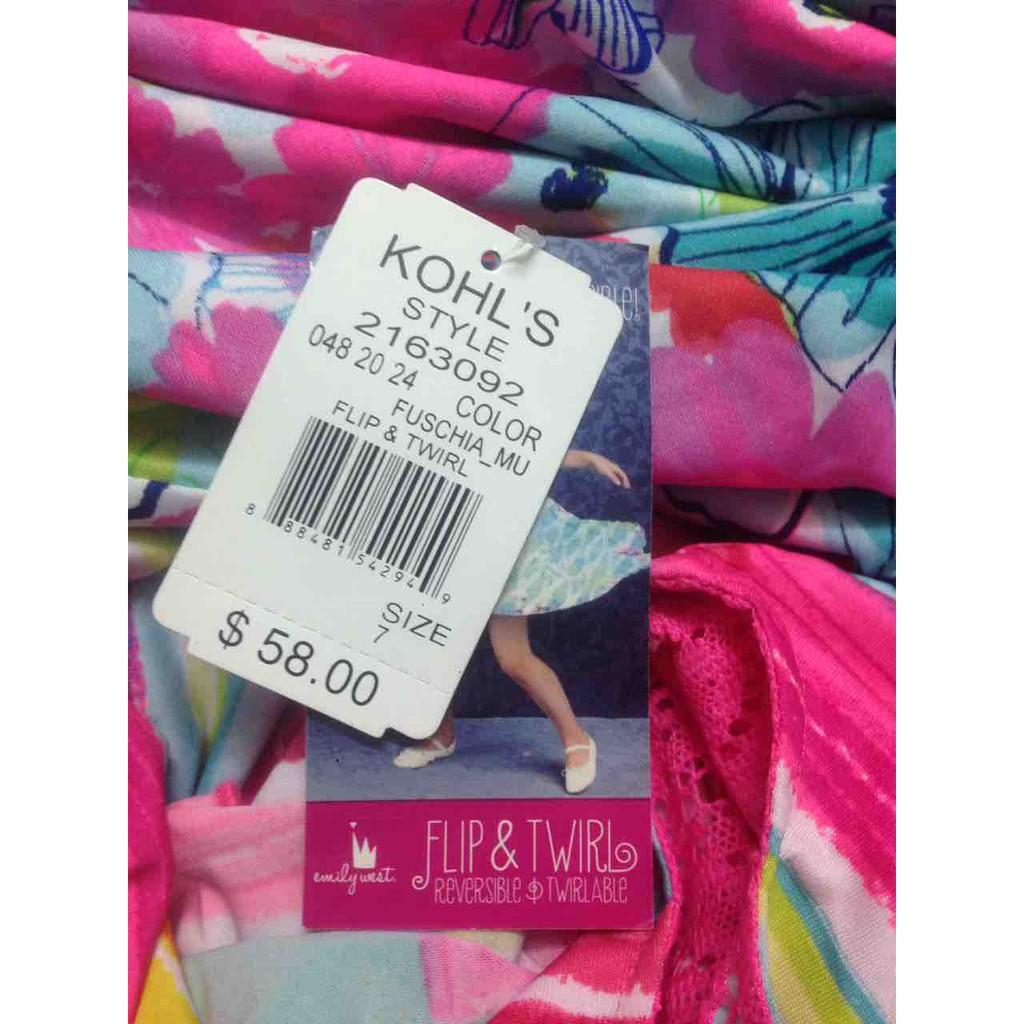 KOHL'S
STYLE
2163092
048 20 24
COLOR
FUSCHIA_MU
FLIP & TWIRL
8 88481 54294 9
SIZE
7
$ 58.00
emily west.
FLIP & TWIRL
REVERSIBLE & TWIRLABLE